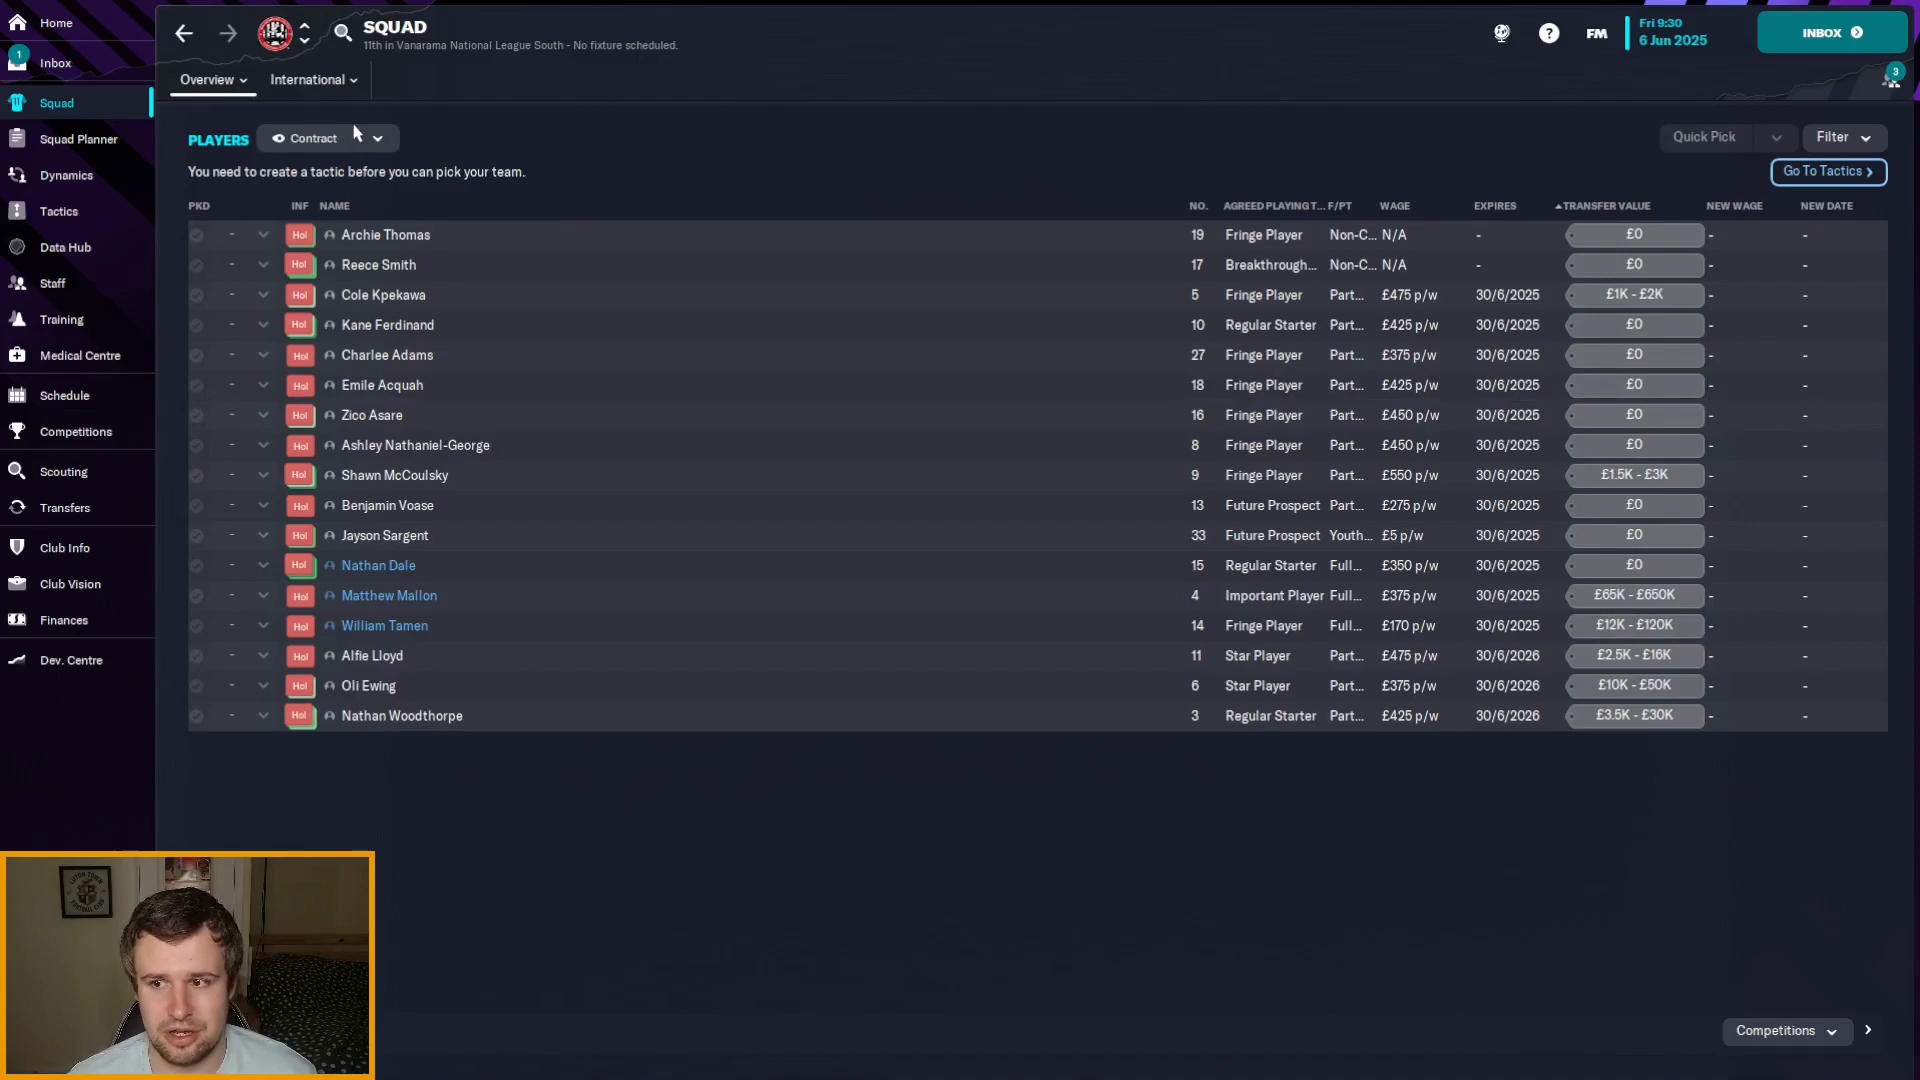 Home
1
Inbox
Squad
Squad Planner
Dynamics
Tactics
Data Hub
Staff
Training
Medical Centre
Schedule
Competitions
Scouting
Transfers
Club Info
Club Vision
Finances
Dev. Centre
SQUAD
11th in Vanarama National League South - No fixture scheduled.
?
FM
Fri 9:30
6 Jun 2025
INBOX
Overview
International
3
PLAYERS
Contract
Quick Pick
Filter
You need to create a tactic before you can pick your team.
Go To Tactics
PKD INF NAME NO. AGREED PLAYING T... F/PT WAGE EXPIRES TRANSFER VALUE NEW WAGE NEW DATE
- Hol Archie Thomas 19 Fringe Player Non-C... N/A - £0 - -
- Hol Reece Smith 17 Breakthrough... Non-C... N/A - £0 - -
- Hol Cole Kpekawa 5 Fringe Player Part... £475 p/w 30/6/2025 £1K - £2K - -
- Hol Kane Ferdinand 10 Regular Starter Part... £425 p/w 30/6/2025 £0 - -
- Hol Charlee Adams 27 Fringe Player Part... £375 p/w 30/6/2025 £0 - -
- Hol Emile Acquah 18 Fringe Player Part... £425 p/w 30/6/2025 £0 - -
- Hol Zico Asare 16 Fringe Player Part... £450 p/w 30/6/2025 £0 - -
- Hol Ashley Nathaniel-George 8 Fringe Player Part... £450 p/w 30/6/2025 £0 - -
- Hol Shawn McCoulsky 9 Fringe Player Part... £550 p/w 30/6/2025 £1.5K - £3K - -
- Hol Benjamin Voase 13 Future Prospect Part... £275 p/w 30/6/2025 £0 - -
- Hol Jayson Sargent 33 Future Prospect Youth... £5 p/w 30/6/2025 £0 - -
- Hol Nathan Dale 15 Regular Starter Full... £350 p/w 30/6/2025 £0 - -
- Hol Matthew Mallon 4 Important Player Full... £375 p/w 30/6/2025 £65K - £650K - -
- Hol William Tamen 14 Fringe Player Full... £170 p/w 30/6/2025 £12K - £120K - -
- Hol Alfie Lloyd 11 Star Player Part... £475 p/w 30/6/2026 £2.5K - £16K - -
- Hol Oli Ewing 6 Star Player Part... £375 p/w 30/6/2026 £10K - £50K - -
- Hol Nathan Woodthorpe 3 Regular Starter Part... £425 p/w 30/6/2026 £3.5K - £30K - -
LUTON TOWN
FOOTBALL CLUB
Competitions